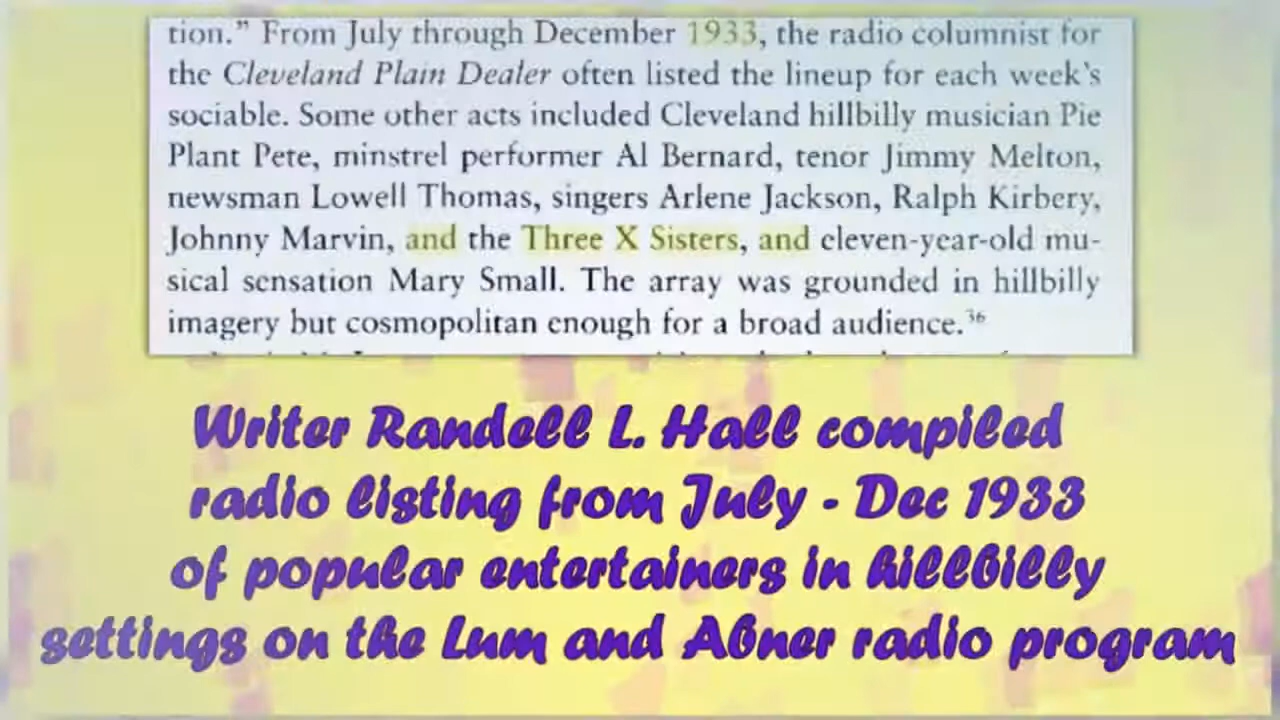 tion." From July through December 1933, the radio columnist for
the Cleveland Plain Dealer often listed the lineup for each week's
sociable. Some other acts included Cleveland hillbilly musician Pie
Plant Pete, minstrel performer Al Bernard, tenor Jimmy Melton,
newsman Lowell Thomas, singers Arlene Jackson, Ralph Kirbery,
Johnny Marvin, and the Three X Sisters, and eleven-year-old mu-
sical sensation Mary Small. The array was grounded in hillbilly
imagery but cosmopolitan enough for a broad audience.36
Writer Randell L. Hall compiled
radio listing from July - Dec 1933
of popular entertainers in hillbilly
settings on the Lum and Abner radio program